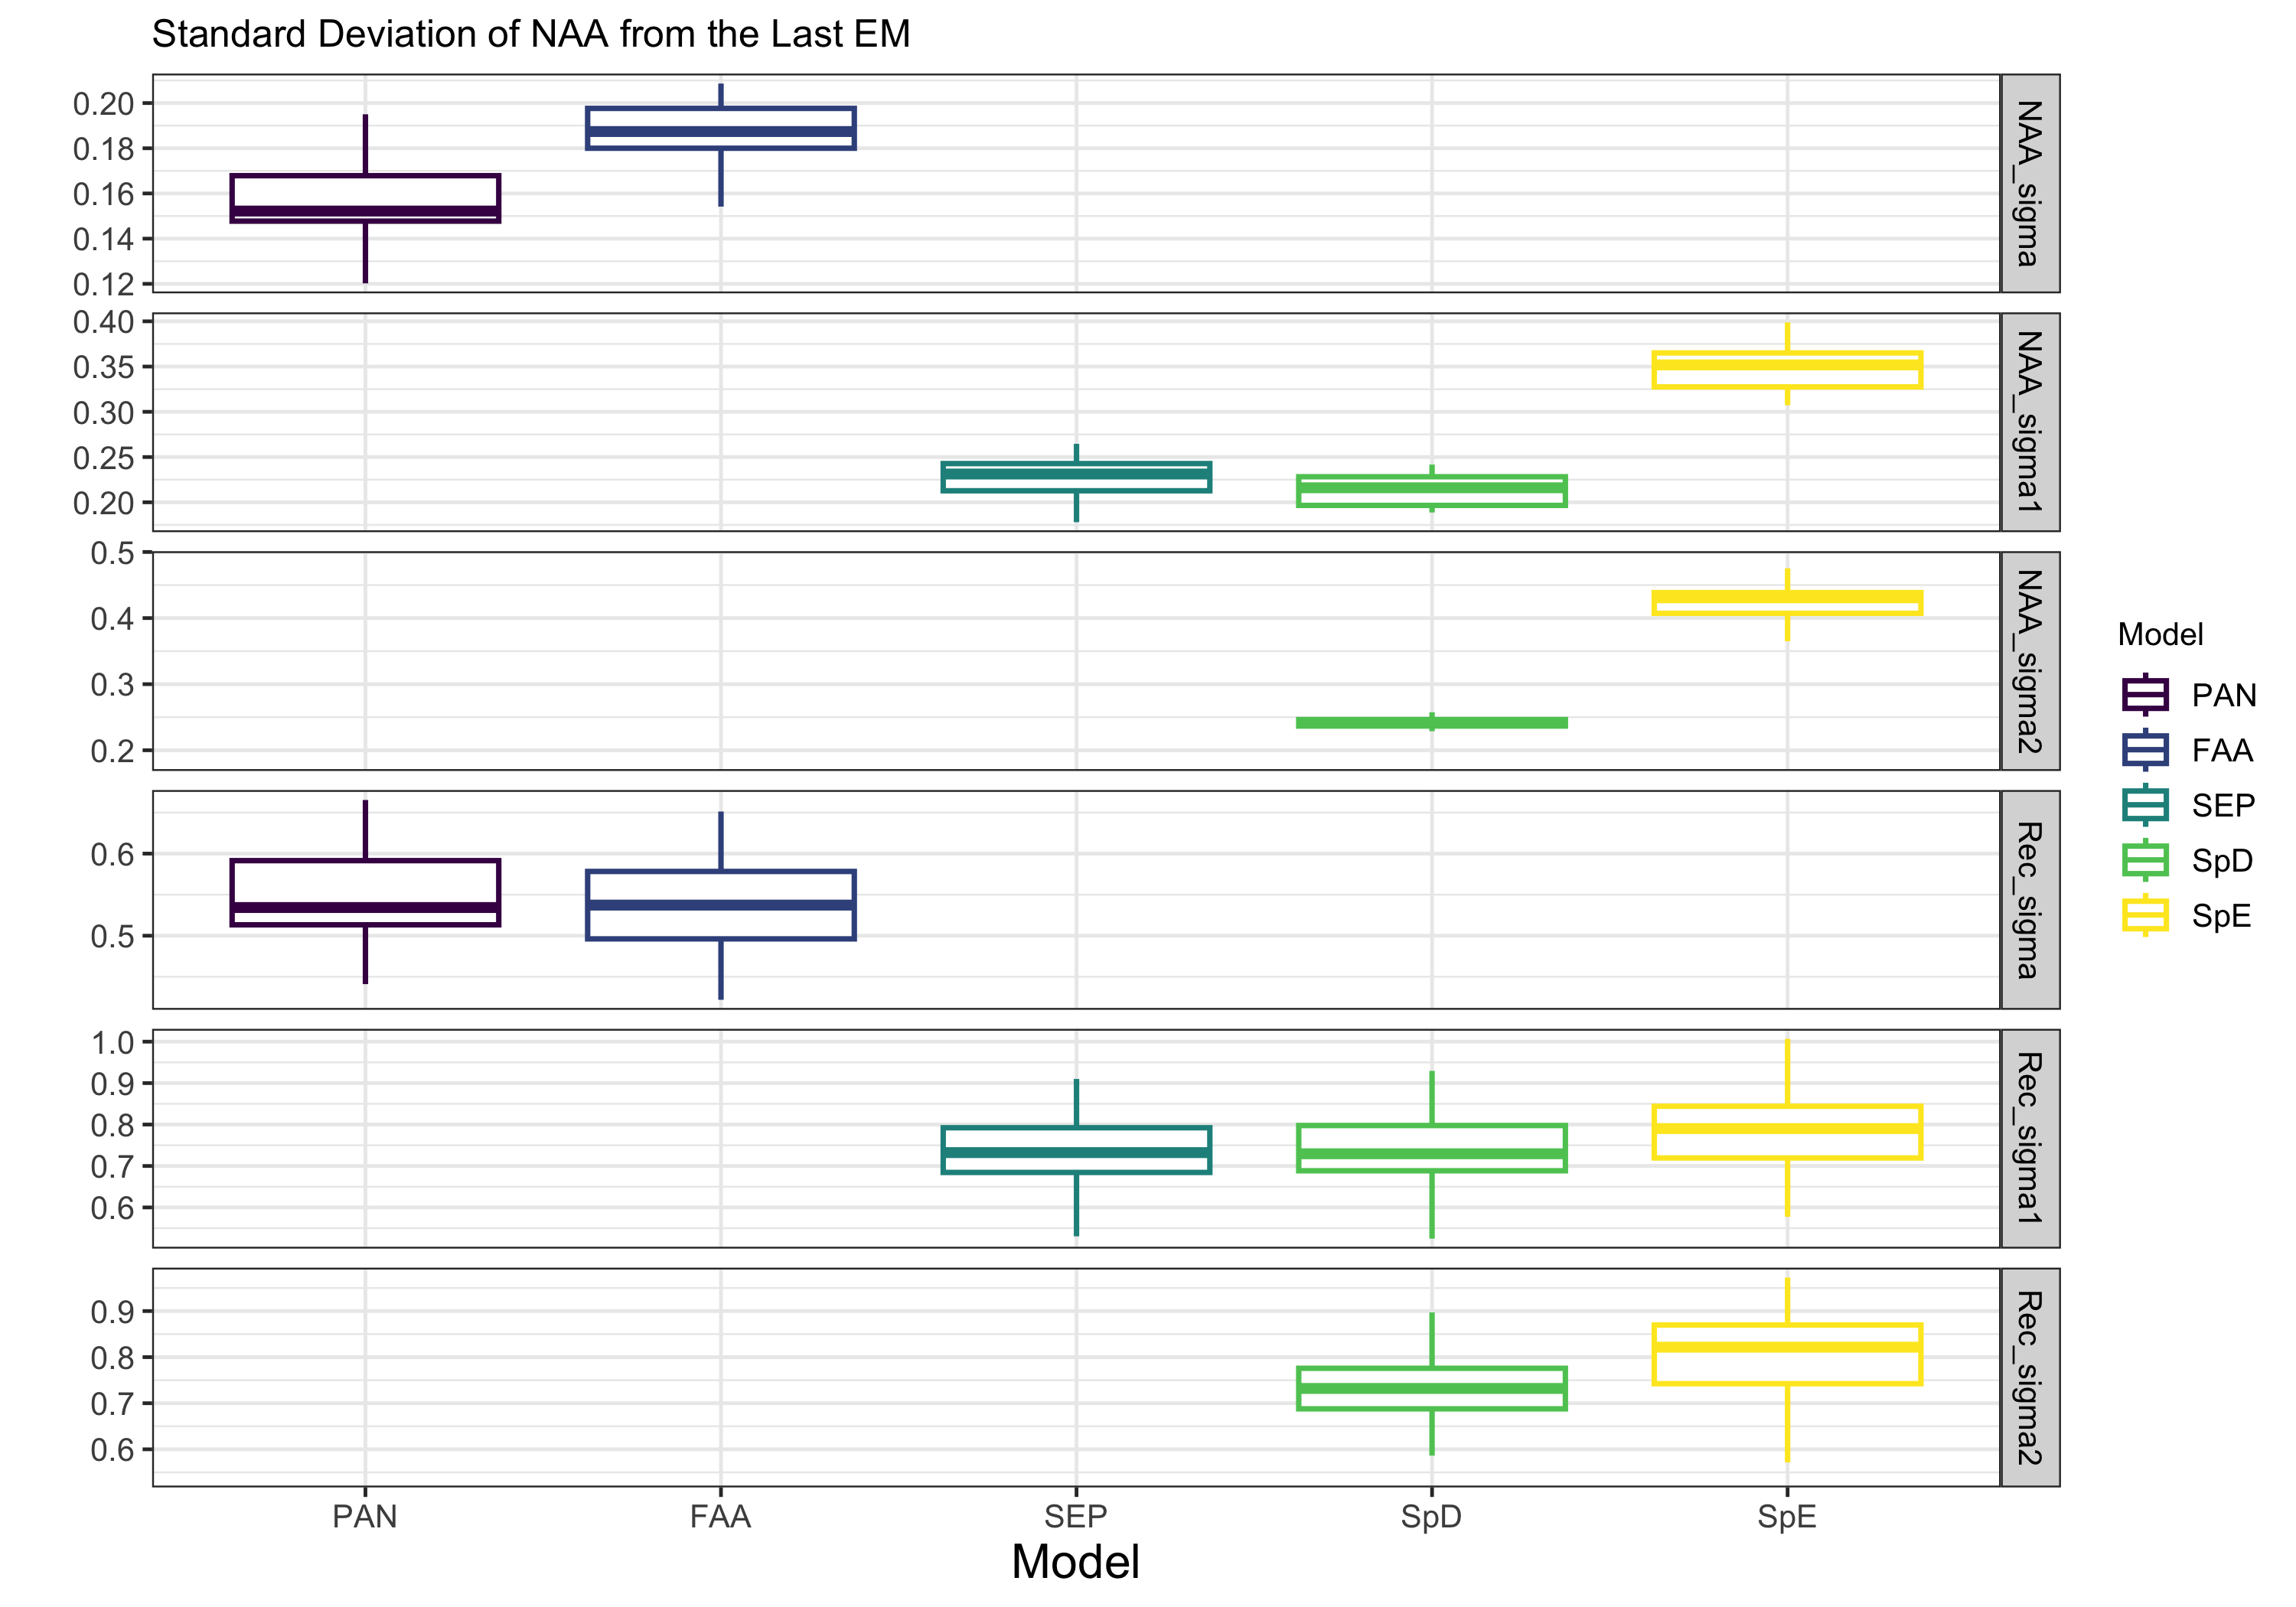 Standard Deviation of NAA from the Last EM
0.20
0.18
0.16
0.14
0.12
NAA_sigma
0.40
0.35
0.30
0.25
0.20
NAA_sigma1
0.5
0.4
0.3
0.2
NAA_sigma2
0.6
0.5
Rec_sigma
1.0
0.9
0.8
0.7
0.6
Rec_sigma1
0.9
0.8
0.7
0.6
Rec_sigma2
PAN FAA SEP SpD SpE
Model
Model
PAN
FAA
SEP
SpD
SpE